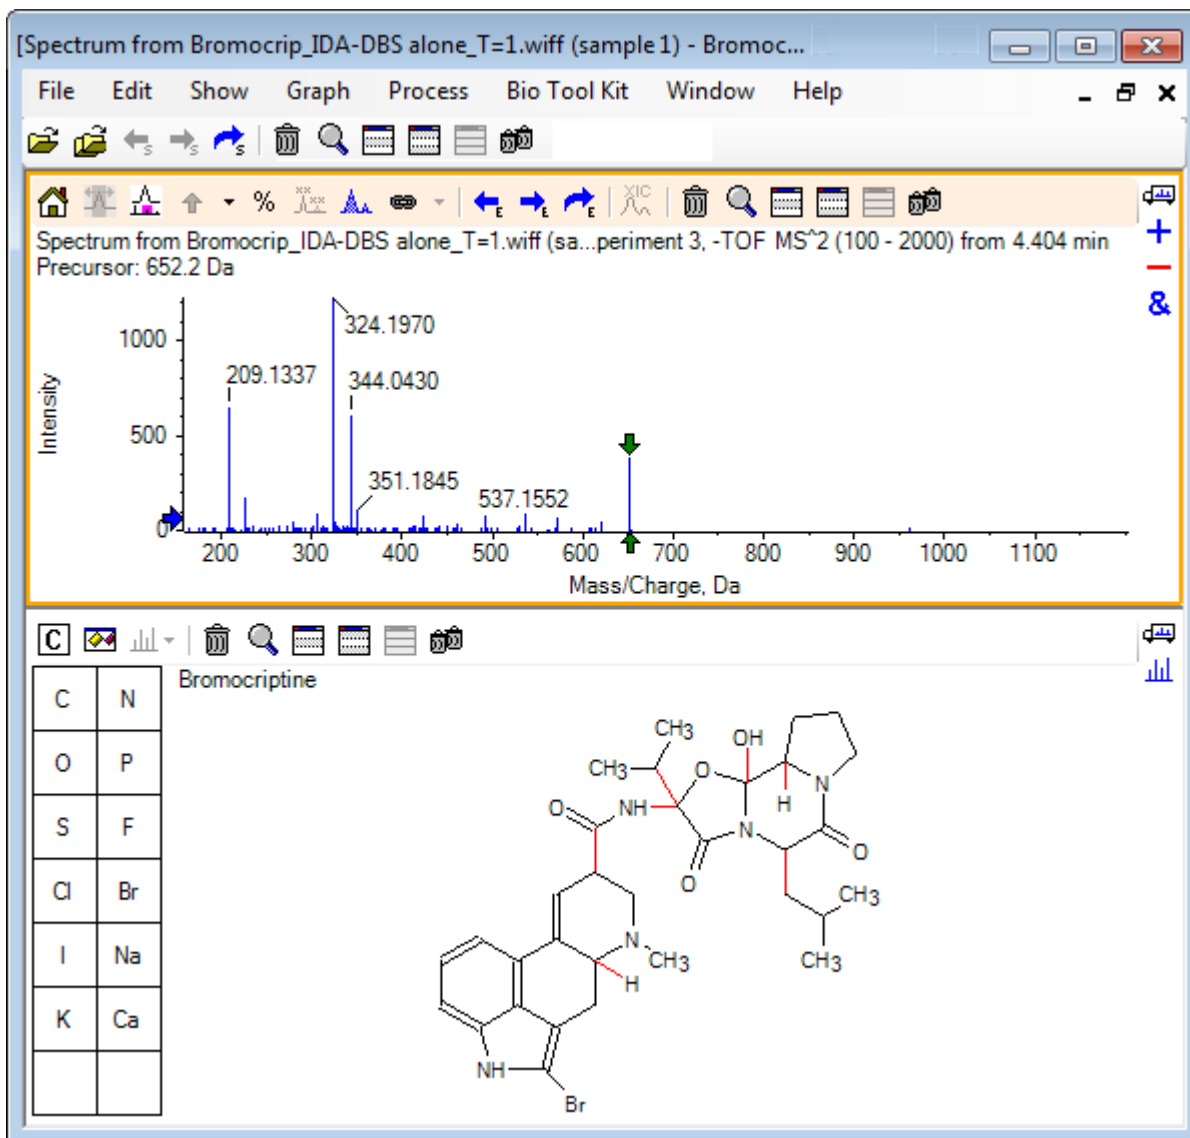 [Spectrum from Bromocrip_IDA-DBS alone_T=1.wiff (sample 1) - Bromoc...
File Edit Show Graph Process Bio Tool Kit Window Help
S S S
% XIC
E E E
Spectrum from Bromocrip_IDA-DBS alone_T=1.wiff (sa...periment 3, -TOF MS^2 (100 - 2000) from 4.404 min
Precursor: 652.2 Da
+
&
Intensity
1000
500
0
324.1970
209.1337
344.0430
351.1845
537.1552
200 300 400 500 600 700 800 900 1000 1100
Mass/Charge, Da
C
Bromocriptine
C N
O P
S F
Cl Br
I Na
K Ca
CH3
OH
CH3
O
N
H
O
NH
N
O
O
CH3
N
CH3
CH3
H
NH
Br